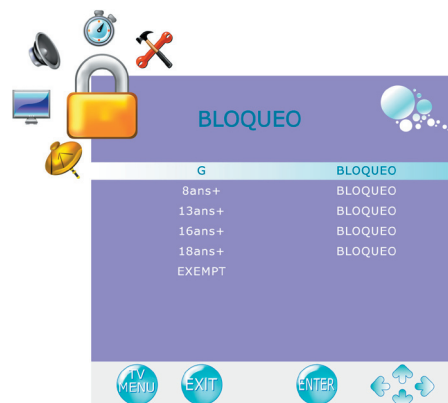 BLOQUEO
G BLOQUEO
8ans+ BLOQUEO
13ans+ BLOQUEO
16ans+ BLOQUEO
18ans+ BLOQUEO
EXEMPT
TV MENU EXIT ENTER